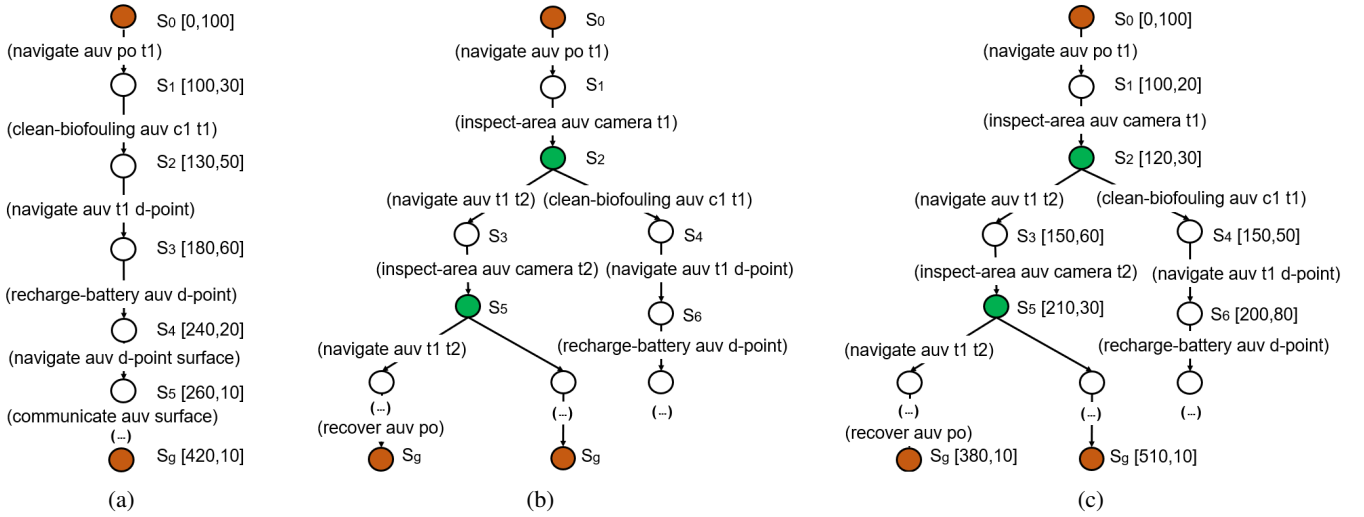 S0 [0,100]
(navigate auv po t1)
S1 [100,30]
(clean-biofouling auv c1 t1)
S2 [130,50]
(navigate auv t1 d-point)
S3 [180,60]
(recharge-battery auv d-point)
S4 [240,20]
(navigate auv d-point surface)
S5 [260,10]
(communicate auv surface)
(...)
Sg [420,10]
(a)
S0
(navigate auv po t1)
S1
(inspect-area auv camera t1)
S2
(navigate auv t1 t2) (clean-biofouling auv c1 t1)
S3 S4
(inspect-area auv camera t2) (navigate auv t1 d-point)
S5 S6
(navigate auv t1 t2) (recharge-battery auv d-point)
(...) (...) (...)
(recover auv po)
Sg Sg
(b)
S0 [0,100]
(navigate auv po t1)
S1 [100,20]
(inspect-area auv camera t1)
S2 [120,30]
(navigate auv t1 t2) (clean-biofouling auv c1 t1)
S3 [150,60] S4 [150,50]
(inspect-area auv camera t2) (navigate auv t1 d-point)
S5 [210,30] S6 [200,80]
(navigate auv t1 t2) (recharge-battery auv d-point)
(...) (...) (...)
(recover auv po)
Sg [380,10] Sg [510,10]
(c)